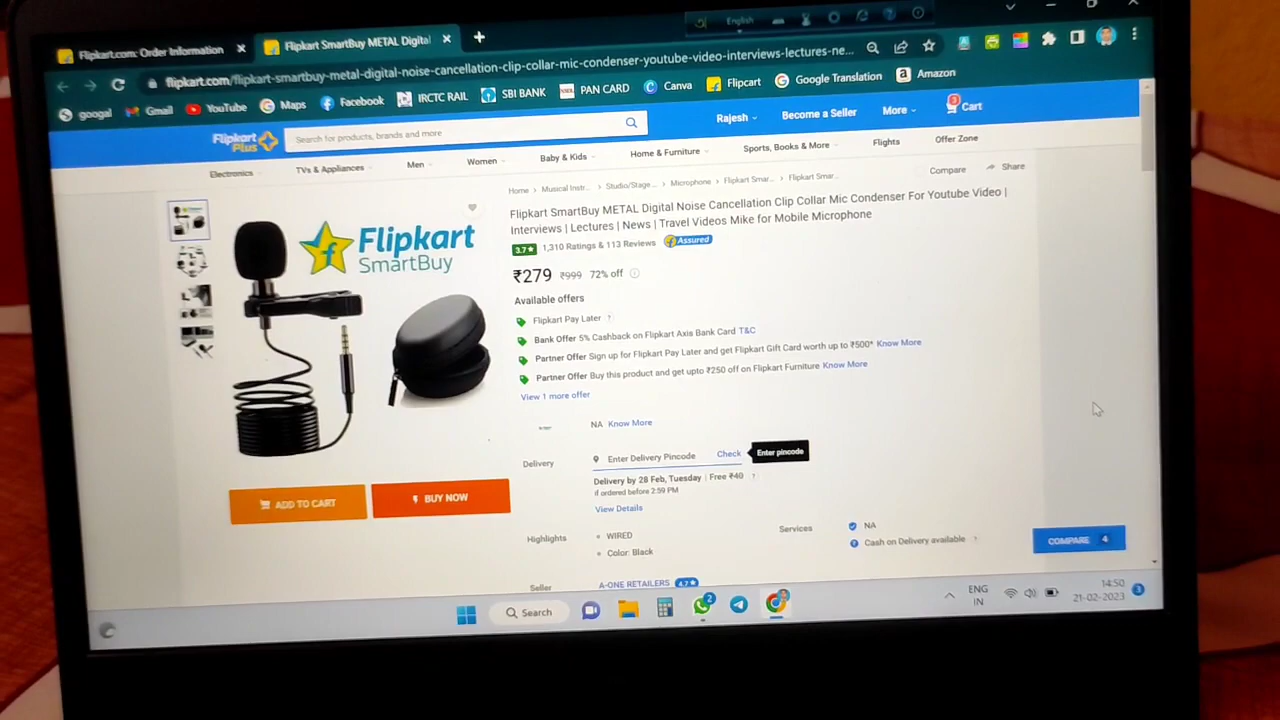 English
Flipkart.com: Order Information
Flipkart SmartBuy METAL Digital
flipkart.com/flipkart-smartbuy-metal-digital-noise-cancellation-clip-collar-mic-condenser-youtube-video-interviews-lectures-ne...
googal
Gmail
YouTube
Maps
Facebook
IRCTC RAIL
SBI BANK
PAN CARD
Canva
Flipcart
Google Translation
Amazon
Flipkart
Plus
Search for products, brands and more
Rajesh
Become a Seller
More
3
Cart
Electronics
TVs & Appliances
Men
Women
Baby & Kids
Home & Furniture
Sports, Books & More
Flights
Offer Zone
Home > Musical Instr... > Studio/Stage... > Microphone > Flipkart Smar... > Flipkart Smar...
Compare
Share
Flipkart SmartBuy METAL Digital Noise Cancellation Clip Collar Mic Condenser For Youtube Video |
Interviews | Lectures | News | Travel Videos Mike for Mobile Microphone
3.7★ 1,310 Ratings & 113 Reviews Assured
₹279 ₹999 72% off
Available offers
Flipkart Pay Later
Bank Offer 5% Cashback on Flipkart Axis Bank Card T&C
Partner Offer Sign up for Flipkart Pay Later and get Flipkart Gift Card worth up to ₹500* Know More
Partner Offer Buy this product and get upto ₹250 off on Flipkart Furniture Know More
View 1 more offer
Flipkart
SmartBuy
ADD TO CART
BUY NOW
NA Know More
Delivery
Enter Delivery Pincode
Check
Enter pincode
Delivery by 28 Feb, Tuesday | Free ₹40 ?
if ordered before 2:59 PM
View Details
Highlights
WIRED
Color: Black
Services
NA
Cash on Delivery available ?
COMPARE 4
Seller
A-ONE RETAILERS 4.7★
Search
2
ENG
IN
14:50
21-02-2023
3